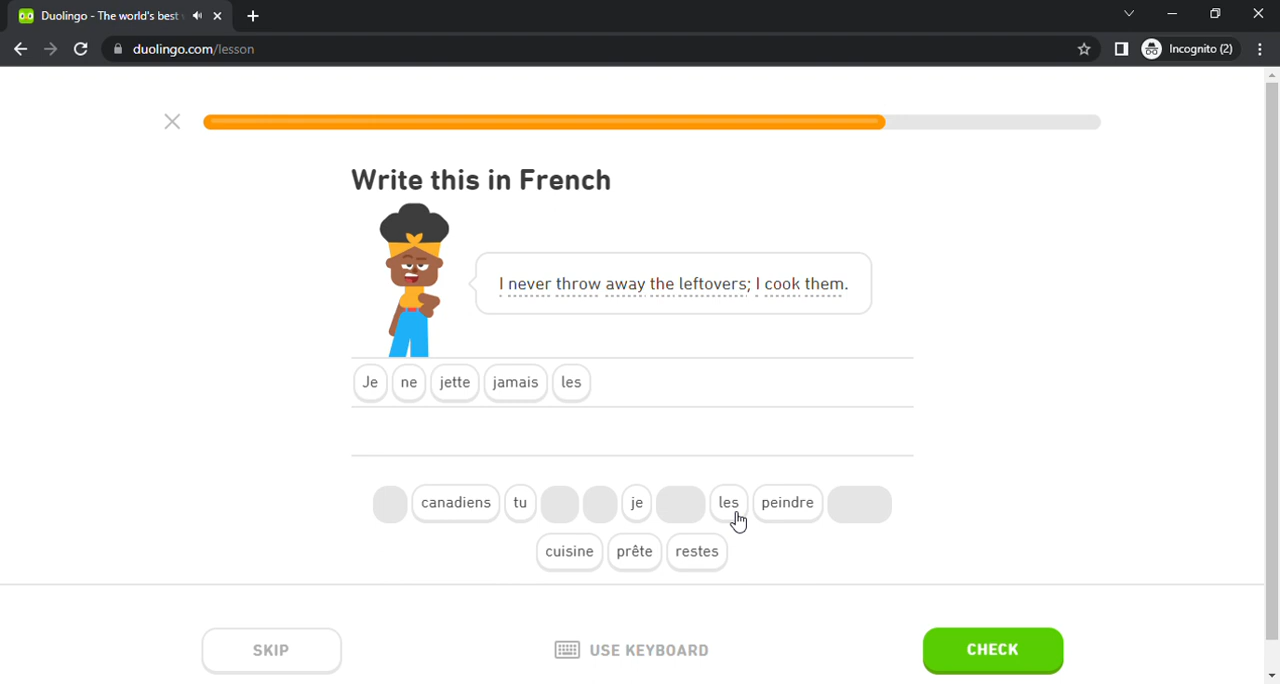 Duolingo - The world's best
duolingo.com/lesson
Incognito (2)
Write this in French
I never throw away the leftovers; I cook them.
Je ne jette jamais les
canadiens tu je les peindre
cuisine prête restes
SKIP USE KEYBOARD CHECK